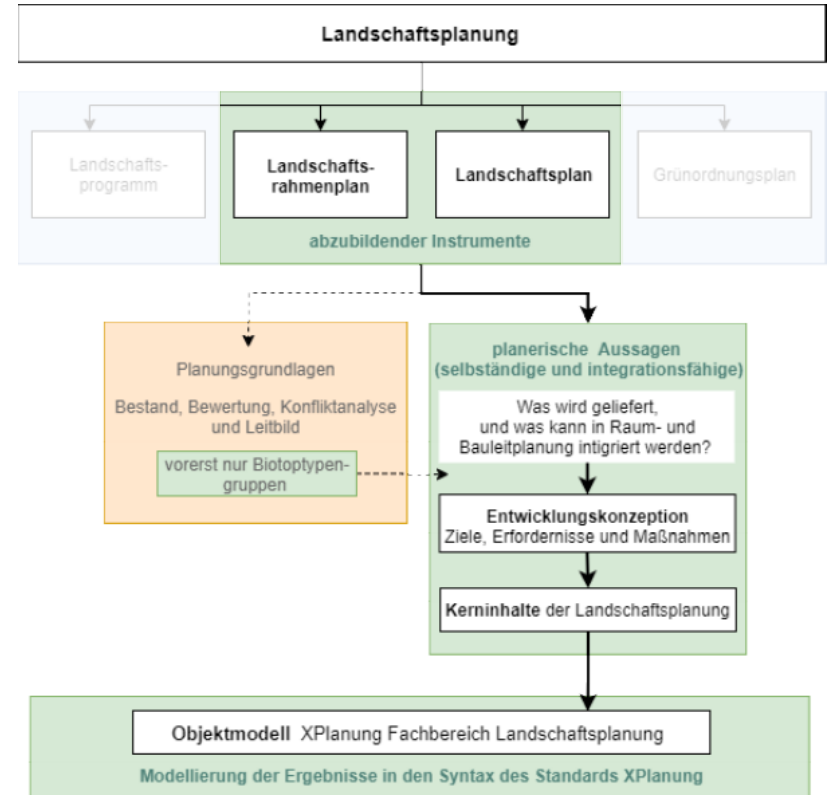 Landschaftsplanung
Landschafts-
programm
Landschafts-
rahmenplan
Landschaftsplan
Grünordnungsplan
abzubildender Instrumente
Planungsgrundlagen
Bestand, Bewertung, Konfliktanalyse
und Leitbild
vorerst nur Biotoptypen-
gruppen
planerische Aussagen
(selbständige und integrationsfähige)
Was wird geliefert,
und was kann in Raum- und
Bauleitplanung intigriert werden?
Entwicklungskonzeption
Ziele, Erfordernisse und Maßnahmen
Kerninhalte der Landschaftsplanung
Objektmodell XPlanung Fachbereich Landschaftsplanung
Modellierung der Ergebnisse in den Syntax des Standards XPlanung